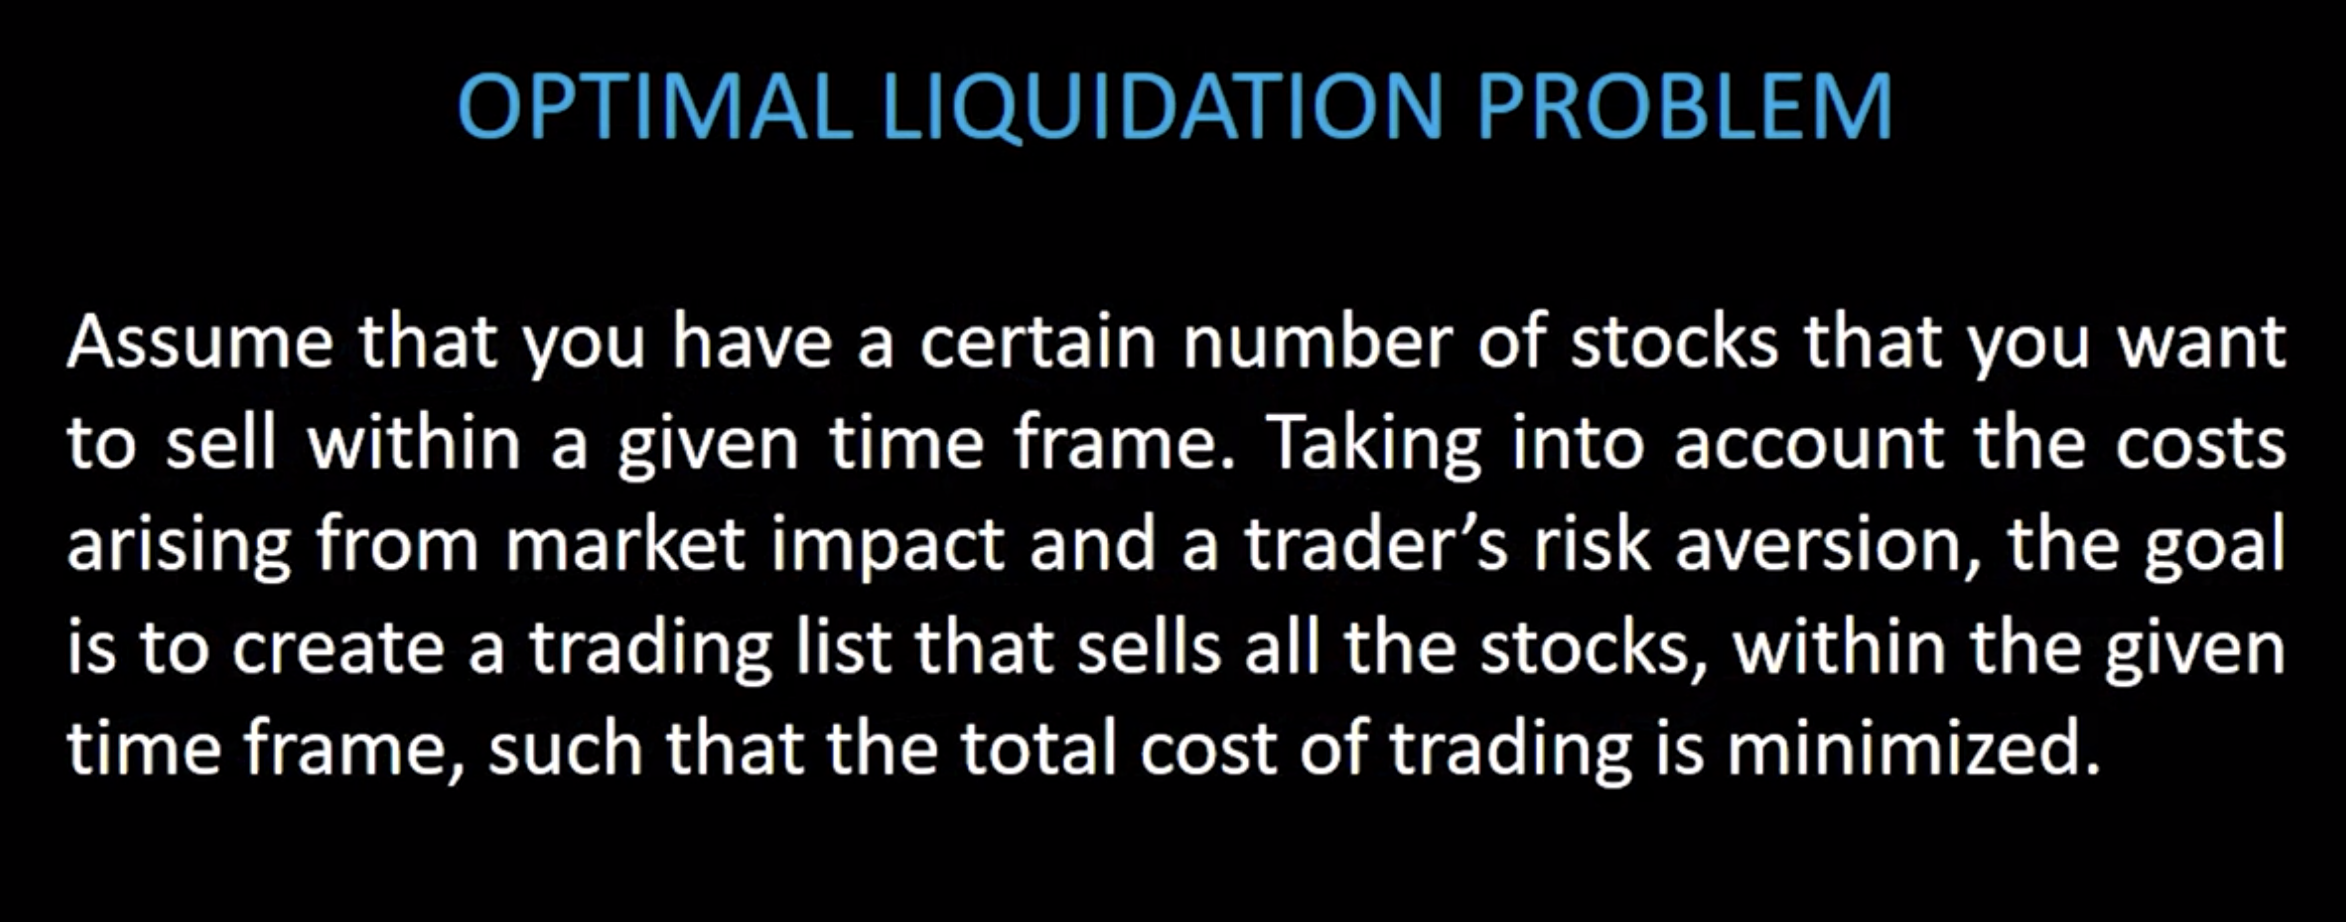 OPTIMAL LIQUIDATION PROBLEM
Assume that you have a certain number of stocks that you want
to sell within a given time frame. Taking into account the costs
arising from market impact and a trader’s risk aversion, the goal
is to create a trading list that sells all the stocks, within the given
time frame, such that the total cost of trading is minimized.